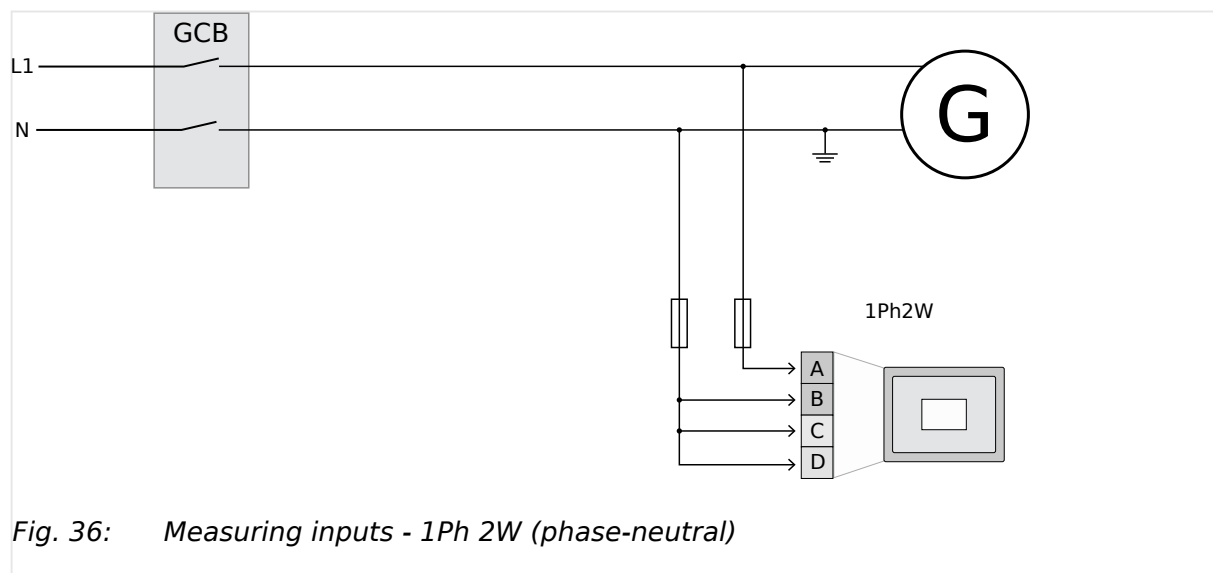 GCB
L1
N
G
1Ph2W
A
B
C
D
Fig. 36: Measuring inputs - 1Ph 2W (phase-neutral)